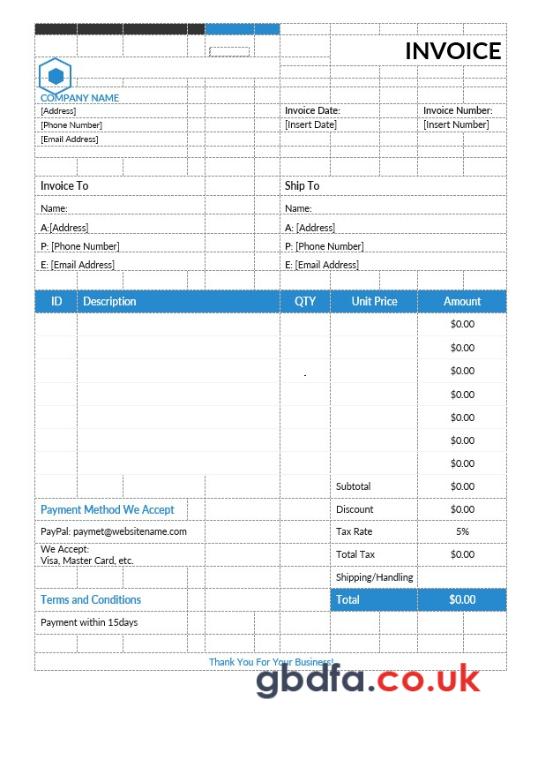 INVOICE
COMPANY NAME
[Address]
Invoice Date: Invoice Number:
[Phone Number] [Insert Date] [Insert Number]
[Email Address]
Invoice To Ship To
Name: Name:
A:[Address] A: [Address]
P: [Phone Number] P: [Phone Number]
E: [Email Address] E: [Email Address]
ID Description QTY Unit Price Amount
$0.00
$0.00
$0.00
$0.00
$0.00
$0.00
$0.00
Subtotal $0.00
Payment Method We Accept Discount $0.00
PayPal: paymet@websitename.com Tax Rate 5%
We Accept:
Visa, Master Card, etc. Total Tax $0.00
Shipping/Handling
Terms and Conditions Total $0.00
Payment within 15days
Thank You For Your Business!
gbdfa.co.uk